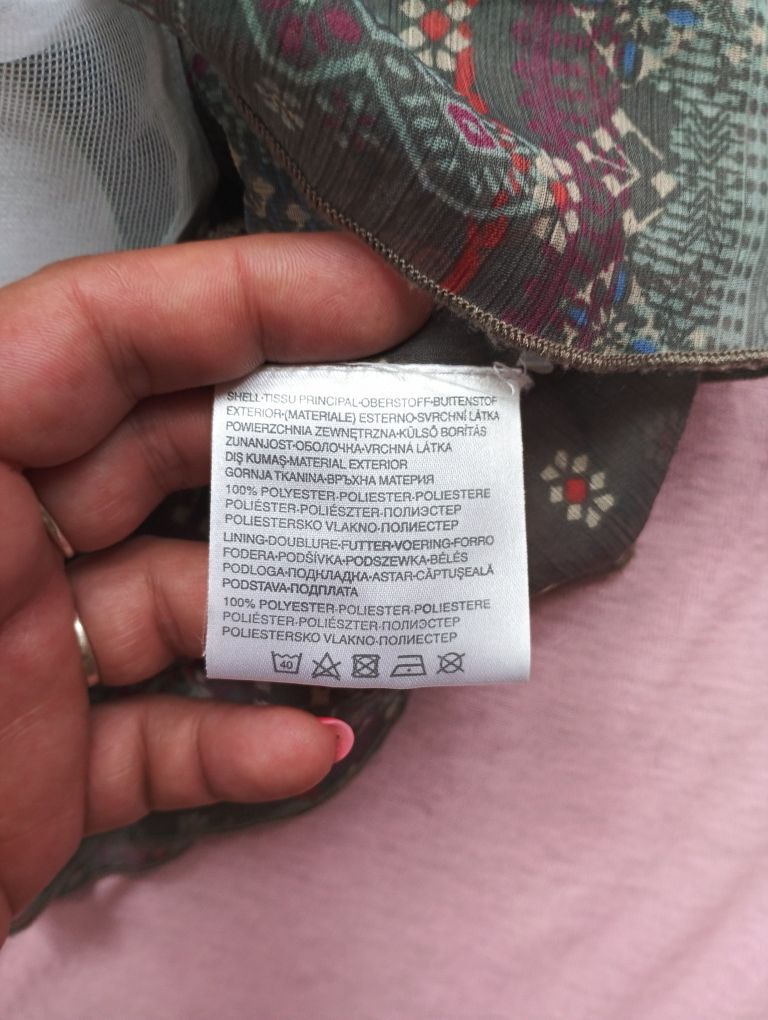 SHELL·TISSU PRINCIPAL·OBERSTOFF·BUITENSTOF
EXTERIOR·(MATERIALE) ESTERNO·SVRCHNÍ LÁTKA
POWIERZCHNIA ZEWNĘTRZNA·KÜLSŐ BORÍTÁS
ZUNANJOST·ОБОЛОЧКА·VRCHNÁ LÁTKA
DIŞ KUMAŞ·MATERIAL EXTERIOR
GORNJA TKANINA·ВРЪХНА МАТЕРИЯ
100% POLYESTER·POLIESTER·POLIESTERE
POLIÉSTER·POLIÉSZTER·ПОЛИЭСТЕР
POLIESTERSKO VLAKNO·ПОЛИЕСТЕР
LINING·DOUBLURE·FUTTER·VOERING·FORRO
FODERA·PODŠÍVKA·PODSZEWKA·BÉLÉS
PODLOGA·ПОДКЛАДКА·ASTAR·CĂPTUŞEALĂ
PODSTAVA·ПОДПЛАТА
100% POLYESTER·POLIESTER·POLIESTERE
POLIÉSTER·POLIÉSZTER·ПОЛИЭСТЕР
POLIESTERSKO VLAKNO·ПОЛИЕСТЕР
40